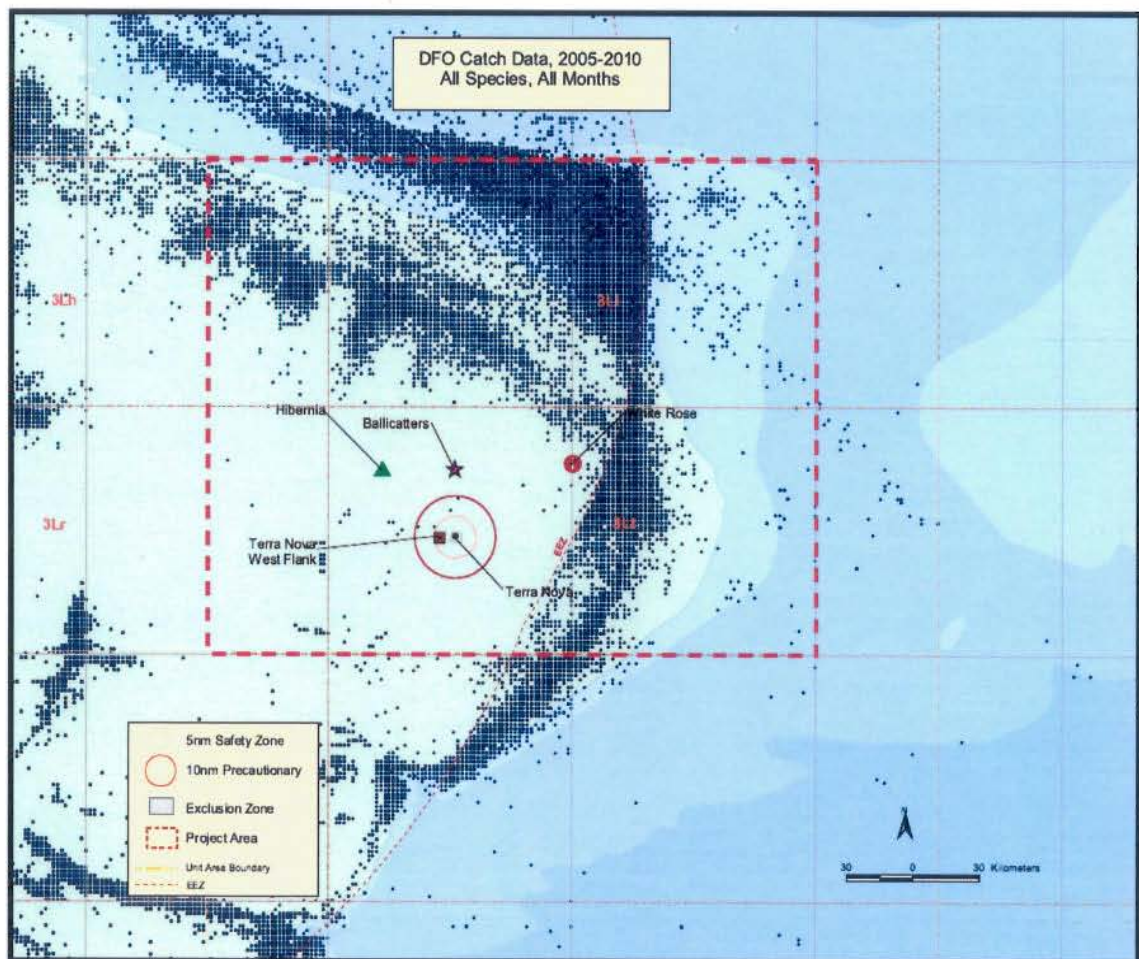 DFO Catch Data, 2005-2010
All Species, All Months
3Lh
3Li
Hibernia
Ballicatters
White Rose
3Lr
3Lt
Terra Nova
West Flank
EEZ
Terra Nova
5nm Safety Zone
10nm Precautionary
Exclusion Zone
Project Area
Unit Area Boundary
EEZ
30 0 30 Kilometers